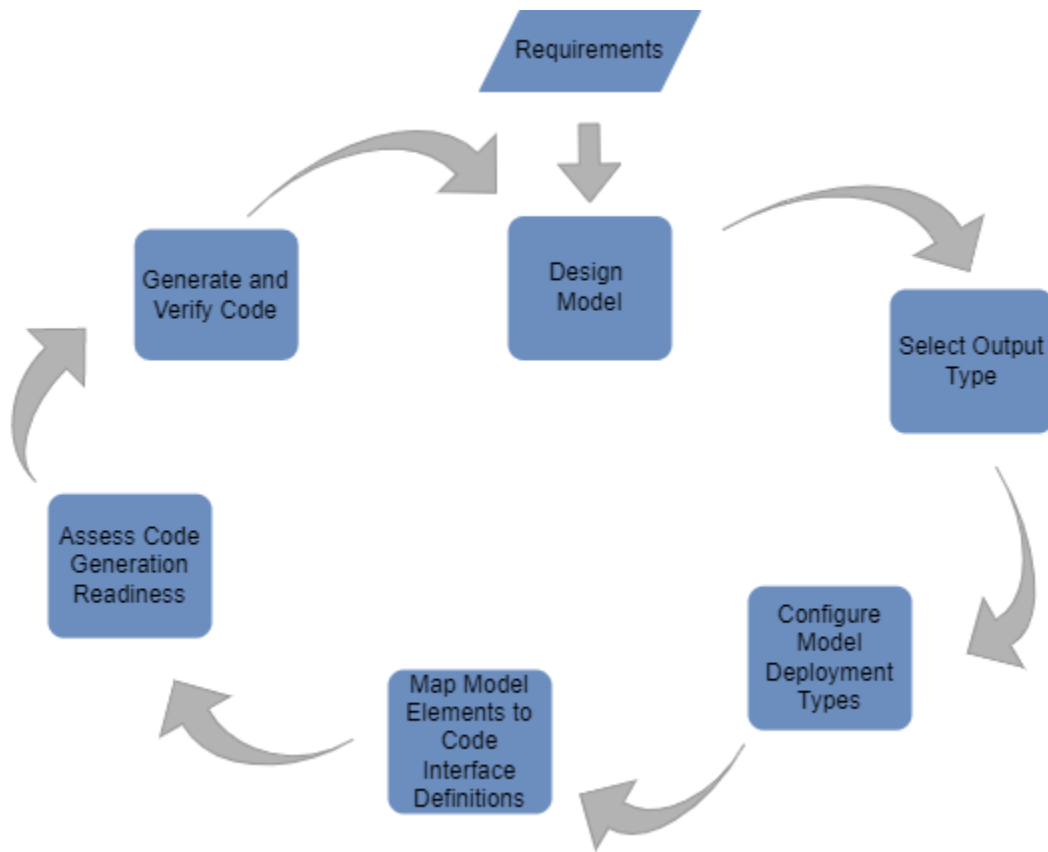 Requirements
Design
Model
Select Output
Type
Configure
Model
Deployment
Types
Map Model
Elements to
Code
Interface
Definitions
Assess Code
Generation
Readiness
Generate and
Verify Code